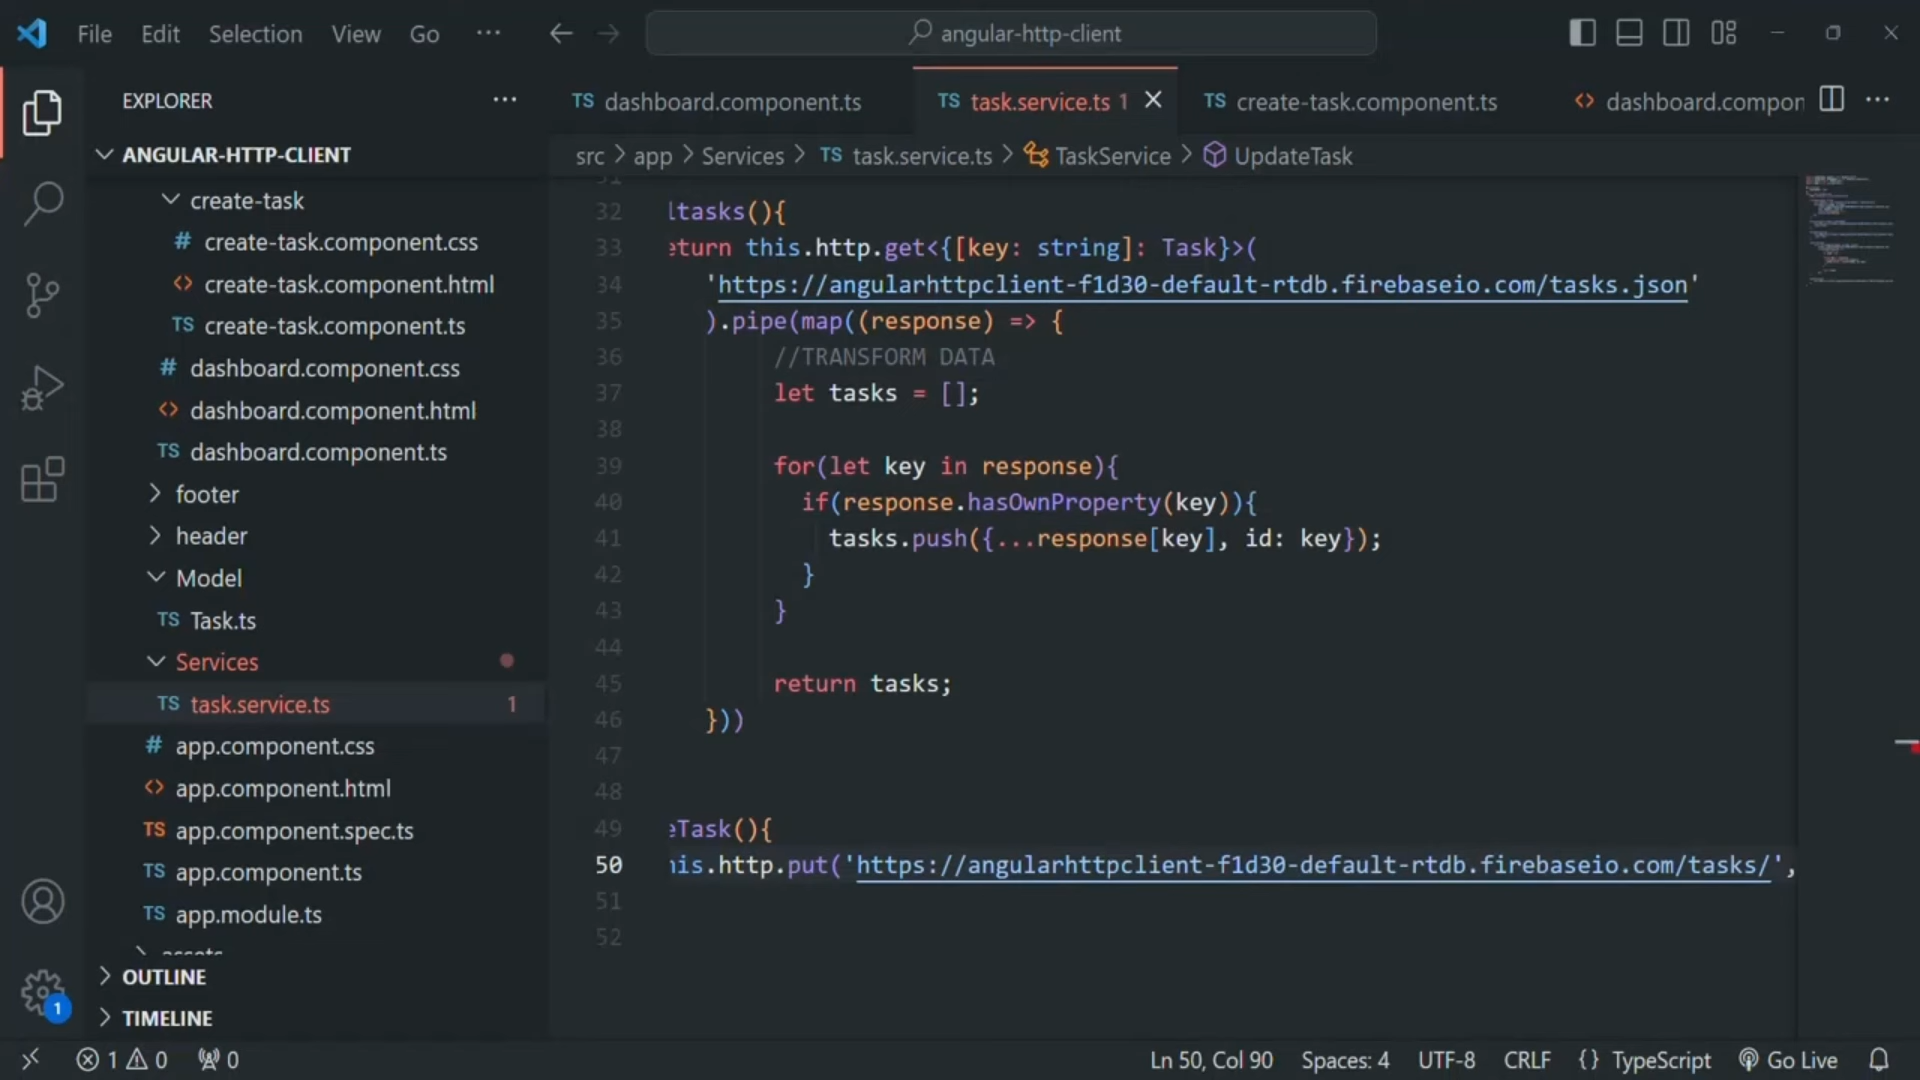 File Edit Selection View Go ··· angular-http-client
EXPLORER ···
TS dashboard.component.ts
TS task.service.ts 1
TS create-task.component.ts
<> dashboard.compon
···
ANGULAR-HTTP-CLIENT
src > app > Services > TS task.service.ts > TaskService > UpdateTask
create-task
# create-task.component.css
<> create-task.component.html
TS create-task.component.ts
# dashboard.component.css
<> dashboard.component.html
TS dashboard.component.ts
footer
header
Model
TS Task.ts
Services
TS task.service.ts 1
# app.component.css
<> app.component.html
TS app.component.spec.ts
TS app.component.ts
TS app.module.ts
assets
OUTLINE
TIMELINE
31
32 ltasks(){
33 eturn this.http.get<{[key: string]: Task}>(
34 'https://angularhttpclient-f1d30-default-rtdb.firebaseio.com/tasks.json'
35 ).pipe(map((response) => {
36 //TRANSFORM DATA
37 let tasks = [];
38
39 for(let key in response){
40 if(response.hasOwnProperty(key)){
41 tasks.push({...response[key], id: key});
42 }
43 }
44
45 return tasks;
46 }))
47
48
49 eTask(){
50 his.http.put('https://angularhttpclient-f1d30-default-rtdb.firebaseio.com/tasks/',
51
52
1
1 0 0 Ln 50, Col 90 Spaces: 4 UTF-8 CRLF {} TypeScript Go Live